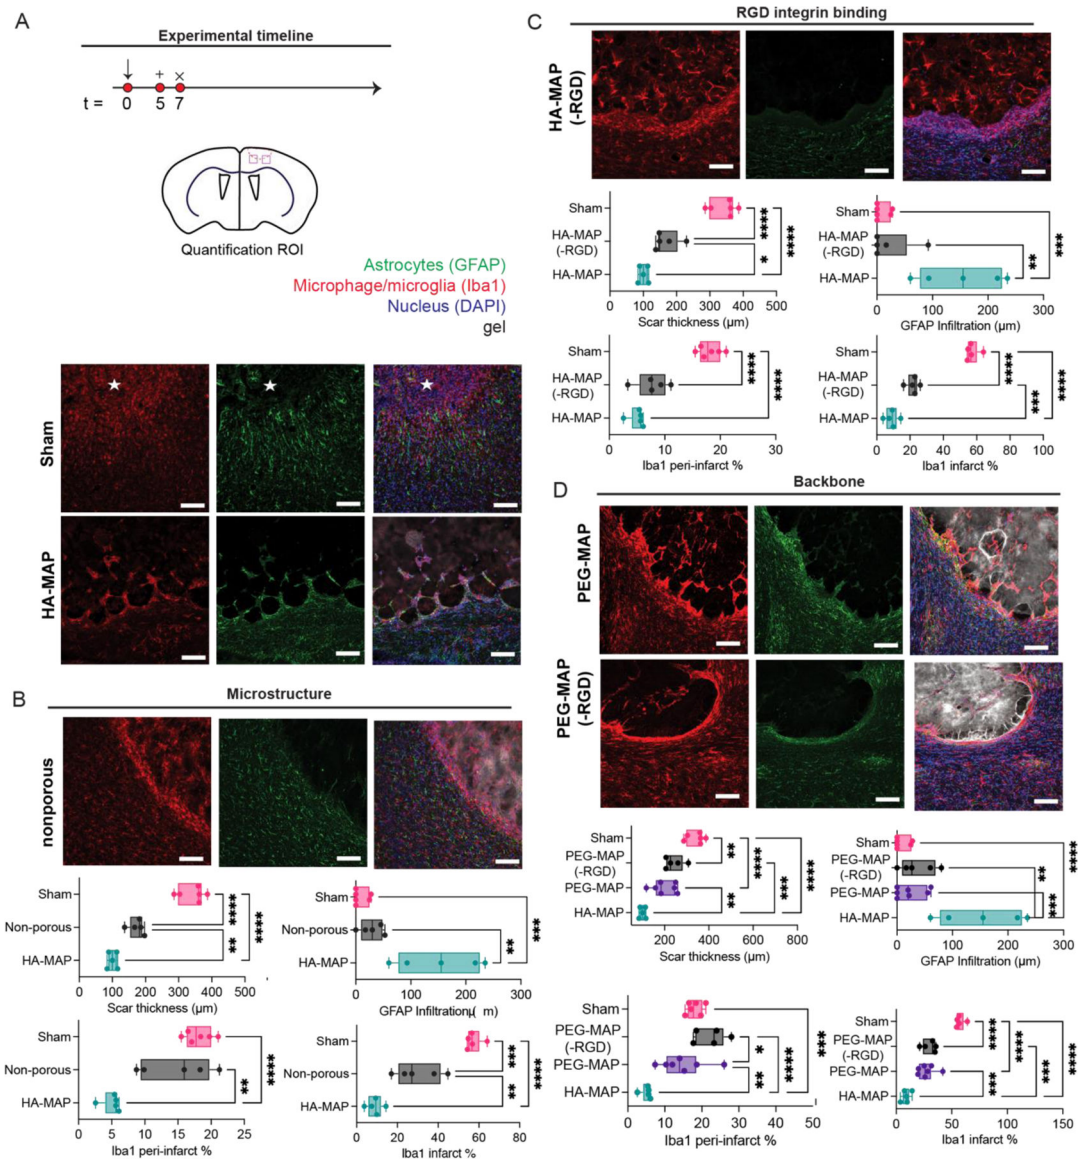 A
Experimental timeline
+ ×
t = 0 5 7
Quantification ROI
Astrocytes (GFAP)
Microphage/microglia (Iba1)
Nucleus (DAPI)
gel
Sham
HA-MAP
B
Microstructure
nonporous
Sham
Non-porous
HA-MAP
****
**
****
0 100 200 300 400 500
Scar thickness (µm)
Sham
Non-porous
HA-MAP
**
***
0 100 200 300
GFAP Infiltrationµ( m)
Sham
Non-porous
HA-MAP
**
****
0 5 10 15 20 25
Iba1 peri-infarct %
Sham
Non-porous
HA-MAP
***
**
****
0 20 40 60 80
Iba1 infarct %
C
RGD integrin binding
HA-MAP
(-RGD)
Sham
HA-MAP
(-RGD)
HA-MAP
****
*
****
0 100 200 300 400 500
Scar thickness (µm)
Sham
HA-MAP
(-RGD)
HA-MAP
**
***
0 100 200 300
GFAP Infiltration (µm)
Sham
HA-MAP
(-RGD)
HA-MAP
****
****
0 10 20 30
Iba1 peri-infarct %
Sham
HA-MAP
(-RGD)
HA-MAP
****
***
****
0 20 40 60 80 100
Iba1 infarct %
D
Backbone
PEG-MAP
PEG-MAP
(-RGD)
Sham
PEG-MAP
(-RGD)
PEG-MAP
HA-MAP
**
**
****
***
****
200 400 600 800
Scar thickness (µm)
Sham
PEG-MAP
(-RGD)
PEG-MAP
HA-MAP
**
***
****
0 100 200 300
GFAP Infiltration (µm)
Sham
PEG-MAP
(-RGD)
PEG-MAP
HA-MAP
*
**
****
***
0 10 20 30 40 50
Iba1 peri-infarct %
Sham
PEG-MAP
(-RGD)
PEG-MAP
HA-MAP
****
***
****
***
****
0 50 100 150
Iba1 infarct %